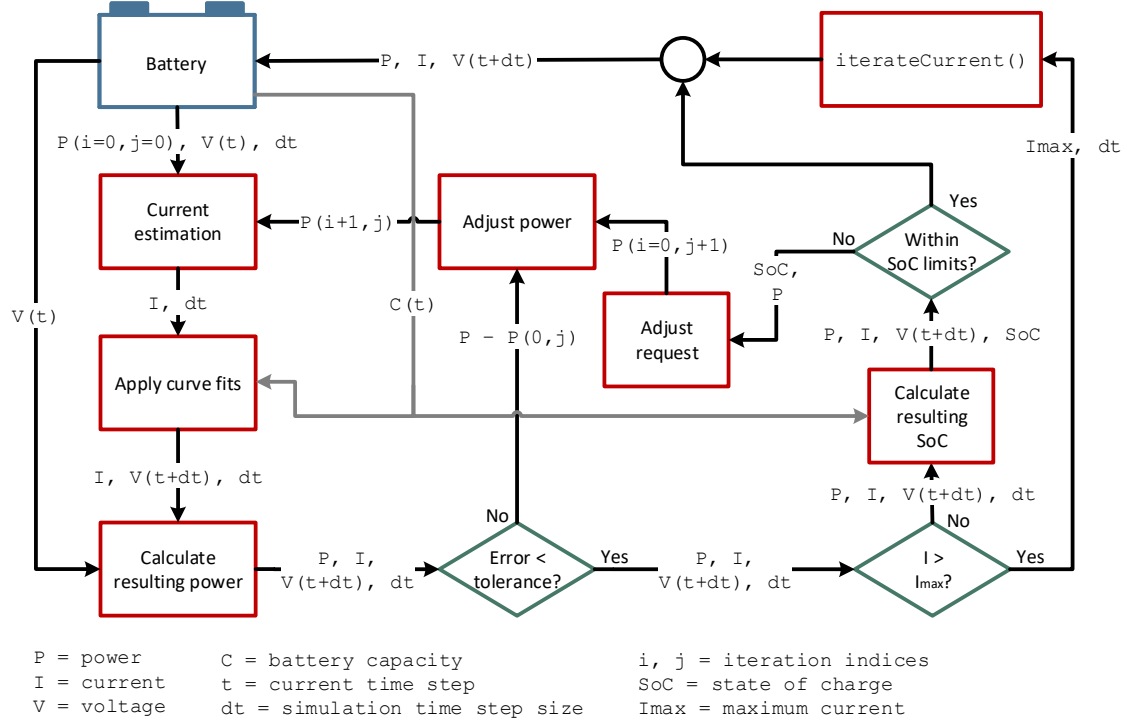 Battery
P, I, V(t+dt)
iterateCurrent()
P(i=0,j=0), V(t), dt
Imax, dt
Current
estimation
P(i+1,j)
Adjust power
P(i=0,j+1)
Yes
No
Within
SoC limits?
SoC,
P
V(t)
I, dt
C(t)
P – P(0,j)
Adjust
request
P, I, V(t+dt), SoC
Apply curve fits
Calculate
resulting
SoC
I, V(t+dt), dt
P, I, V(t+dt), dt
No
No
Calculate
resulting power
P, I,
V(t+dt), dt
Error <
tolerance?
Yes
P, I,
V(t+dt), dt
I >
Imax?
Yes
P = power
I = current
V = voltage
C = battery capacity
t = current time step
dt = simulation time step size
i, j = iteration indices
SoC = state of charge
Imax = maximum current